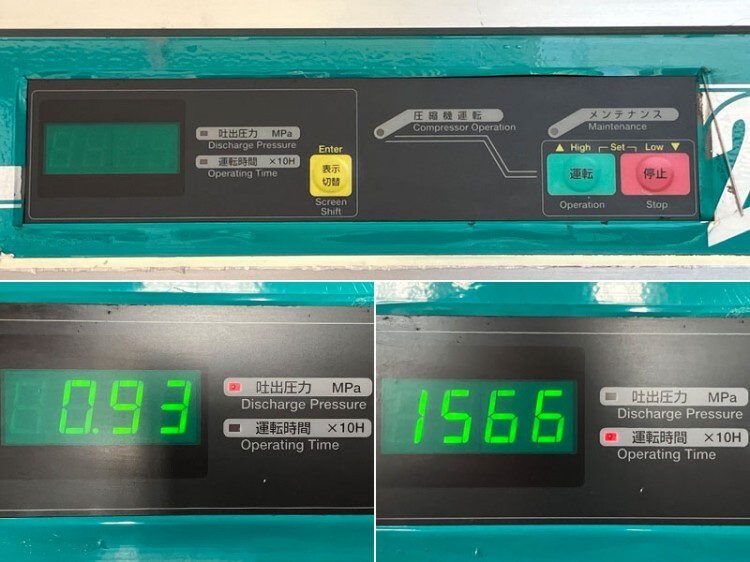 吐出圧力 MPa
Discharge Pressure
運転時間 ×10H
Operating Time
Enter
表示
切替
Screen
Shift
圧縮機運転
Compressor Operation
メンテナンス
Maintenance
▲ High Set Low ▼
運転 停止
Operation Stop
2
0.93
吐出圧力 MPa
Discharge Pressure
運転時間 ×10H
Operating Time
1566
吐出圧力 MPa
Discharge Pressure
運転時間 ×10H
Operating Time